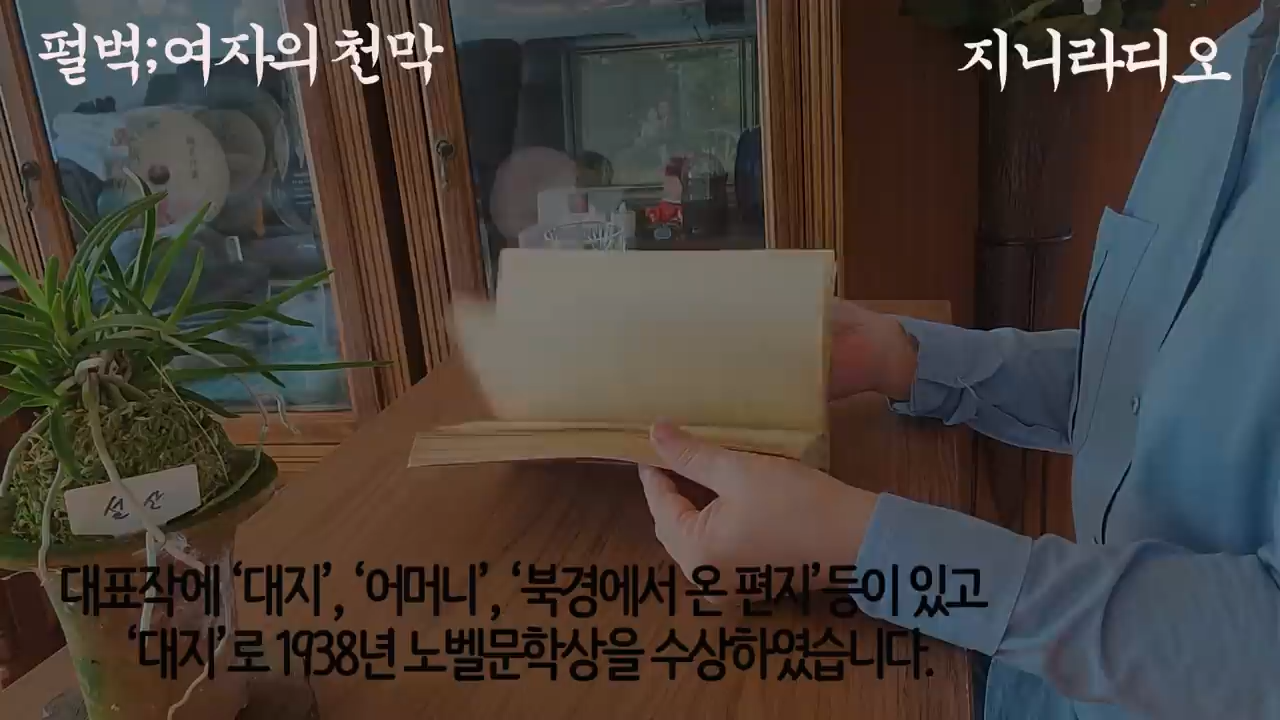 펄벅;여자의 천막
지니라디오
설산
대표작에 ‘대지’, ‘어머니’, ‘북경에서 온 편지’ 등이 있고
‘대지’로 1938년 노벨문학상을 수상하였습니다.